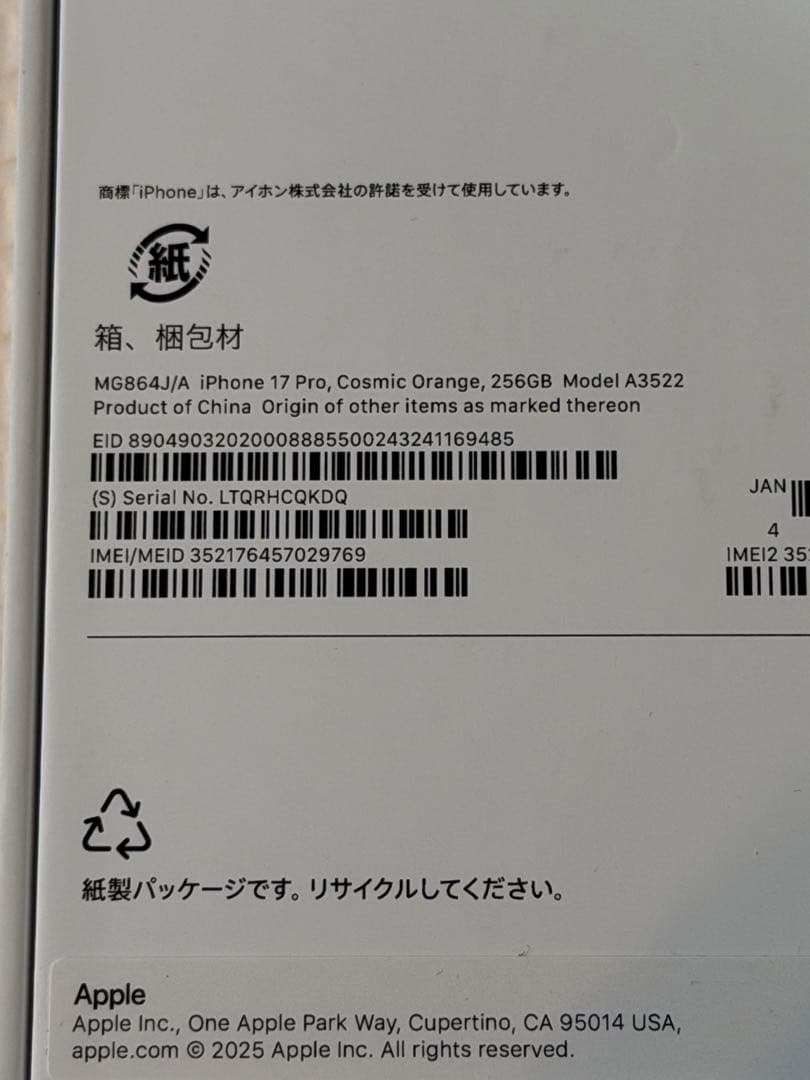 商標「iPhone」は、アイホン株式会社の許諾を受けて使用しています。
紙
箱、梱包材
MG864J/A iPhone 17 Pro, Cosmic Orange, 256GB Model A3522
Product of China Origin of other items as marked thereon
EID 89049032020008885500243241169485
(S) Serial No. LTQRHCQKDQ
JAN
4
IMEI/MEID 352176457029769
IMEI2 35
紙製パッケージです。リサイクルしてください。
Apple
Apple Inc., One Apple Park Way, Cupertino, CA 95014 USA,
apple.com © 2025 Apple Inc. All rights reserved.